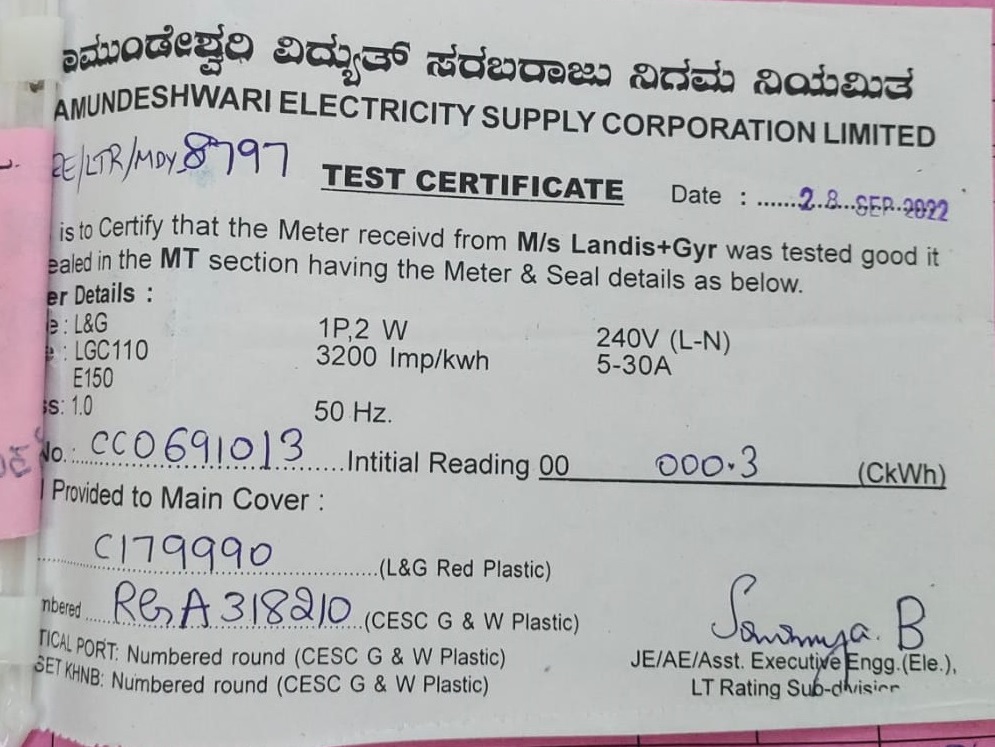 ಾಮುಂಡೇಶ್ವರಿ ವಿದ್ಯುತ್ ಸರಬರಾಜು ನಿಗಮ ನಿಯಮಿತ
AMUNDESHWARI ELECTRICITY SUPPLY CORPORATION LIMITED
EE/LTR/MDY 8797
TEST CERTIFICATE Date : ......28 SEP 2022
is to Certify that the Meter receivd from M/s Landis+Gyr was tested good it
ealed in the MT section having the Meter & Seal details as below.
er Details :
e : L&G 1P,2 W 240V (L-N)
e : LGC110 3200 Imp/kwh 5-30A
E150
ss: 1.0 50 Hz.
No. : CC0691013 Intitial Reading 00 000.3 (CkWh)
l Provided to Main Cover :
C179990 (L&G Red Plastic)
mbered RGA318210 (CESC G & W Plastic)
TICAL PORT: Numbered round (CESC G & W Plastic)
SET KHNB: Numbered round (CESC G & W Plastic)
JE/AE/Asst. Executive Engg.(Ele.),
LT Rating Sub-division